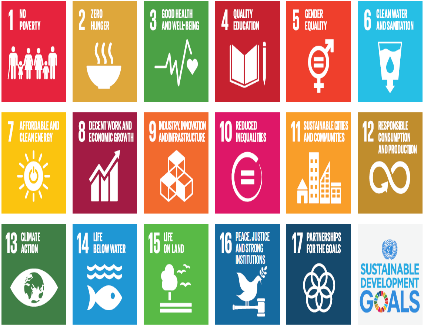 1 NO
POVERTY
2 ZERO
HUNGER
3 GOOD HEALTH
AND WELL-BEING
4 QUALITY
EDUCATION
5 GENDER
EQUALITY
6 CLEAN WATER
AND SANITATION
7 AFFORDABLE AND
CLEAN ENERGY
8 DECENT WORK AND
ECONOMIC GROWTH
9 INDUSTRY, INNOVATION
AND INFRASTRUCTURE
10 REDUCED
INEQUALITIES
11 SUSTAINABLE CITIES
AND COMMUNITIES
12 RESPONSIBLE
CONSUMPTION
AND PRODUCTION
13 CLIMATE
ACTION
14 LIFE
BELOW WATER
15 LIFE
ON LAND
16 PEACE, JUSTICE
AND STRONG
INSTITUTIONS
17 PARTNERSHIPS
FOR THE GOALS
SUSTAINABLE
DEVELOPMENT
GOALS